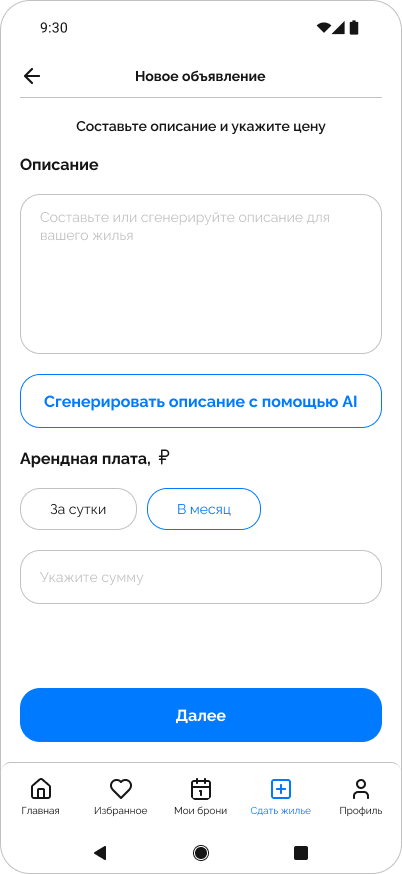 9:30
Новое объявление
Составьте описание и укажите цену
Описание
Составьте или сгенерируйте описание для
вашего жилья
Сгенерировать описание с помощью AI
Арендная плата, ₽
За сутки
В месяц
Укажите сумму
Далее
1
Главная
Избранное
Мои брони
Сдать жилье
Профиль